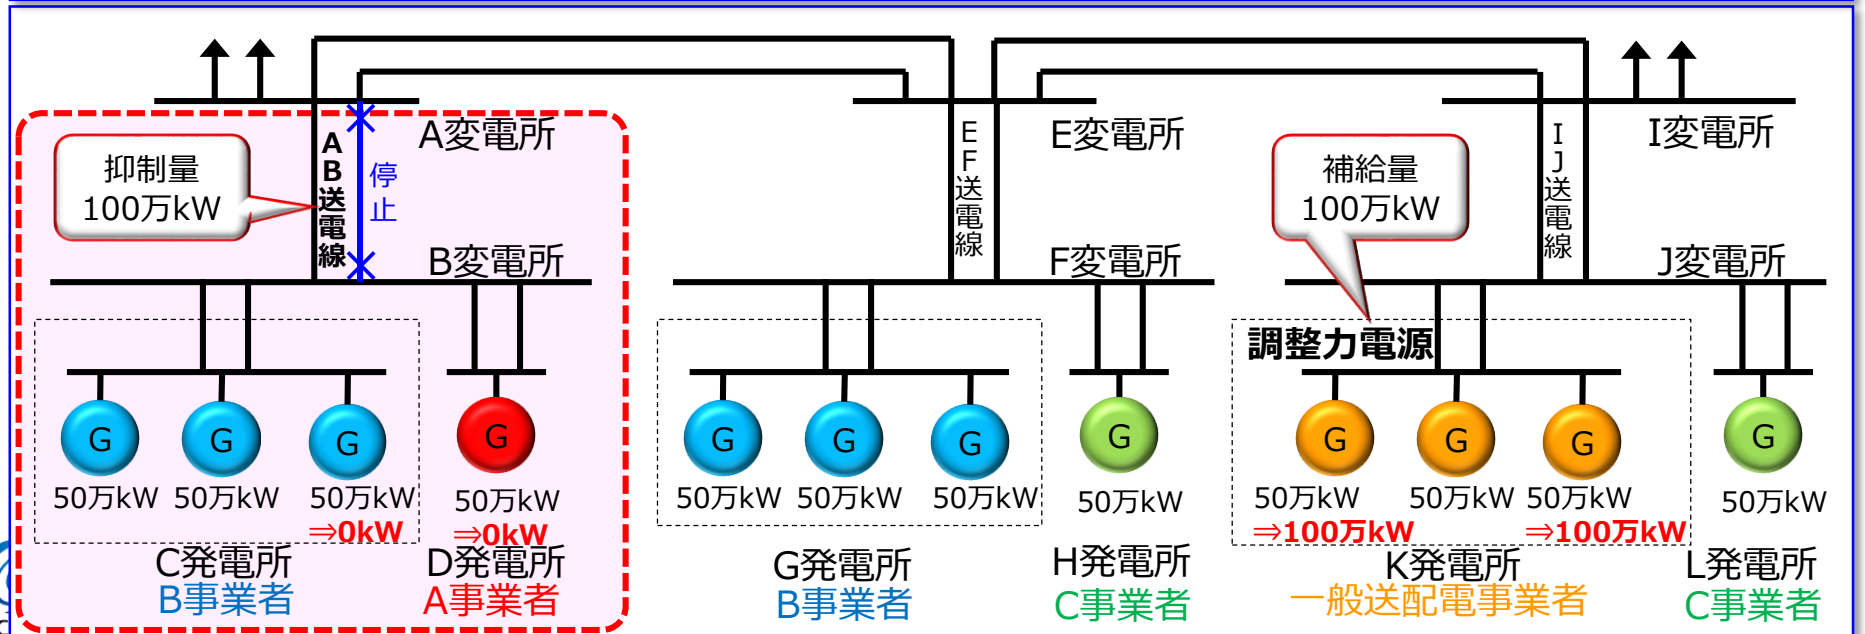 A変電所
E変電所
I変電所
抑制量
100万kW
AB送電線
停止
EF送電線
補給量
100万kW
IJ送電線
B変電所
F変電所
J変電所
調整力電源
G
G
G
G
G
G
G
G
G
G
G
G
50万kW
50万kW
50万kW
⇒0kW
50万kW
⇒0kW
50万kW
50万kW
50万kW
50万kW
50万kW
⇒100万kW
50万kW
50万kW
⇒100万kW
50万kW
C発電所
B事業者
D発電所
A事業者
G発電所
B事業者
H発電所
C事業者
K発電所
一般送配電事業者
L発電所
C事業者